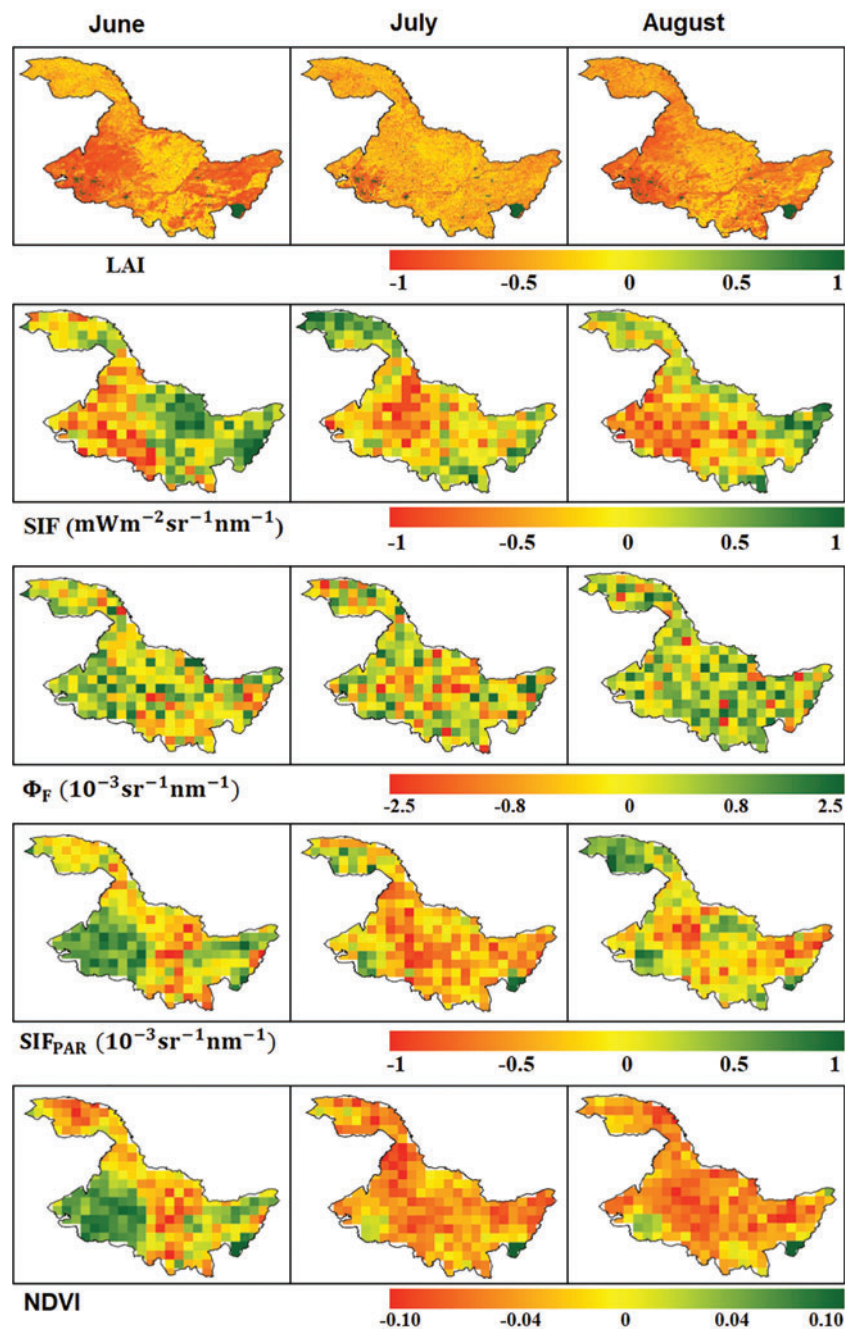 June July August
LAI
-1 -0.5 0 0.5 1
SIF (mWm⁻²sr⁻¹nm⁻¹)
-1 -0.5 0 0.5 1
Φ_F (10⁻³sr⁻¹nm⁻¹)
-2.5 -0.8 0 0.8 2.5
SIF_PAR (10⁻³sr⁻¹nm⁻¹)
-1 -0.5 0 0.5 1
NDVI
-0.10 -0.04 0 0.04 0.10